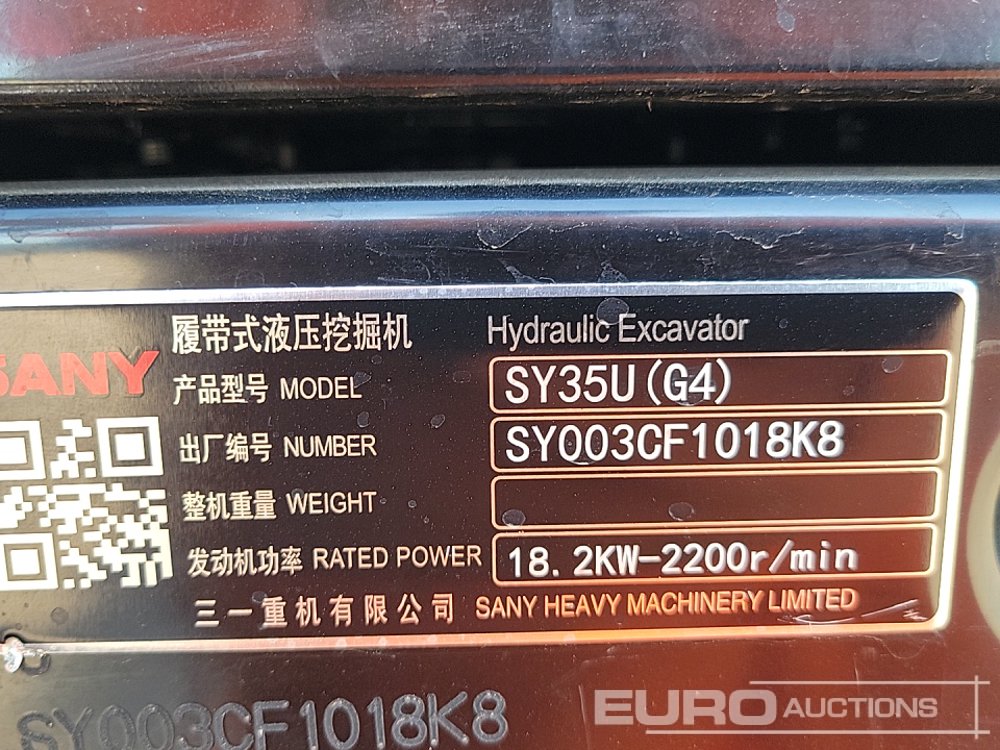 履带式液压挖掘机 Hydraulic Excavator
SANY
产品型号 MODEL SY35U(G4)
出厂编号 NUMBER SY003CF1018K8
整机重量 WEIGHT
发动机功率 RATED POWER 18.2KW-2200r/min
三一重机有限公司 SANY HEAVY MACHINERY LIMITED
SY003CF1018K8
EURO AUCTIONS